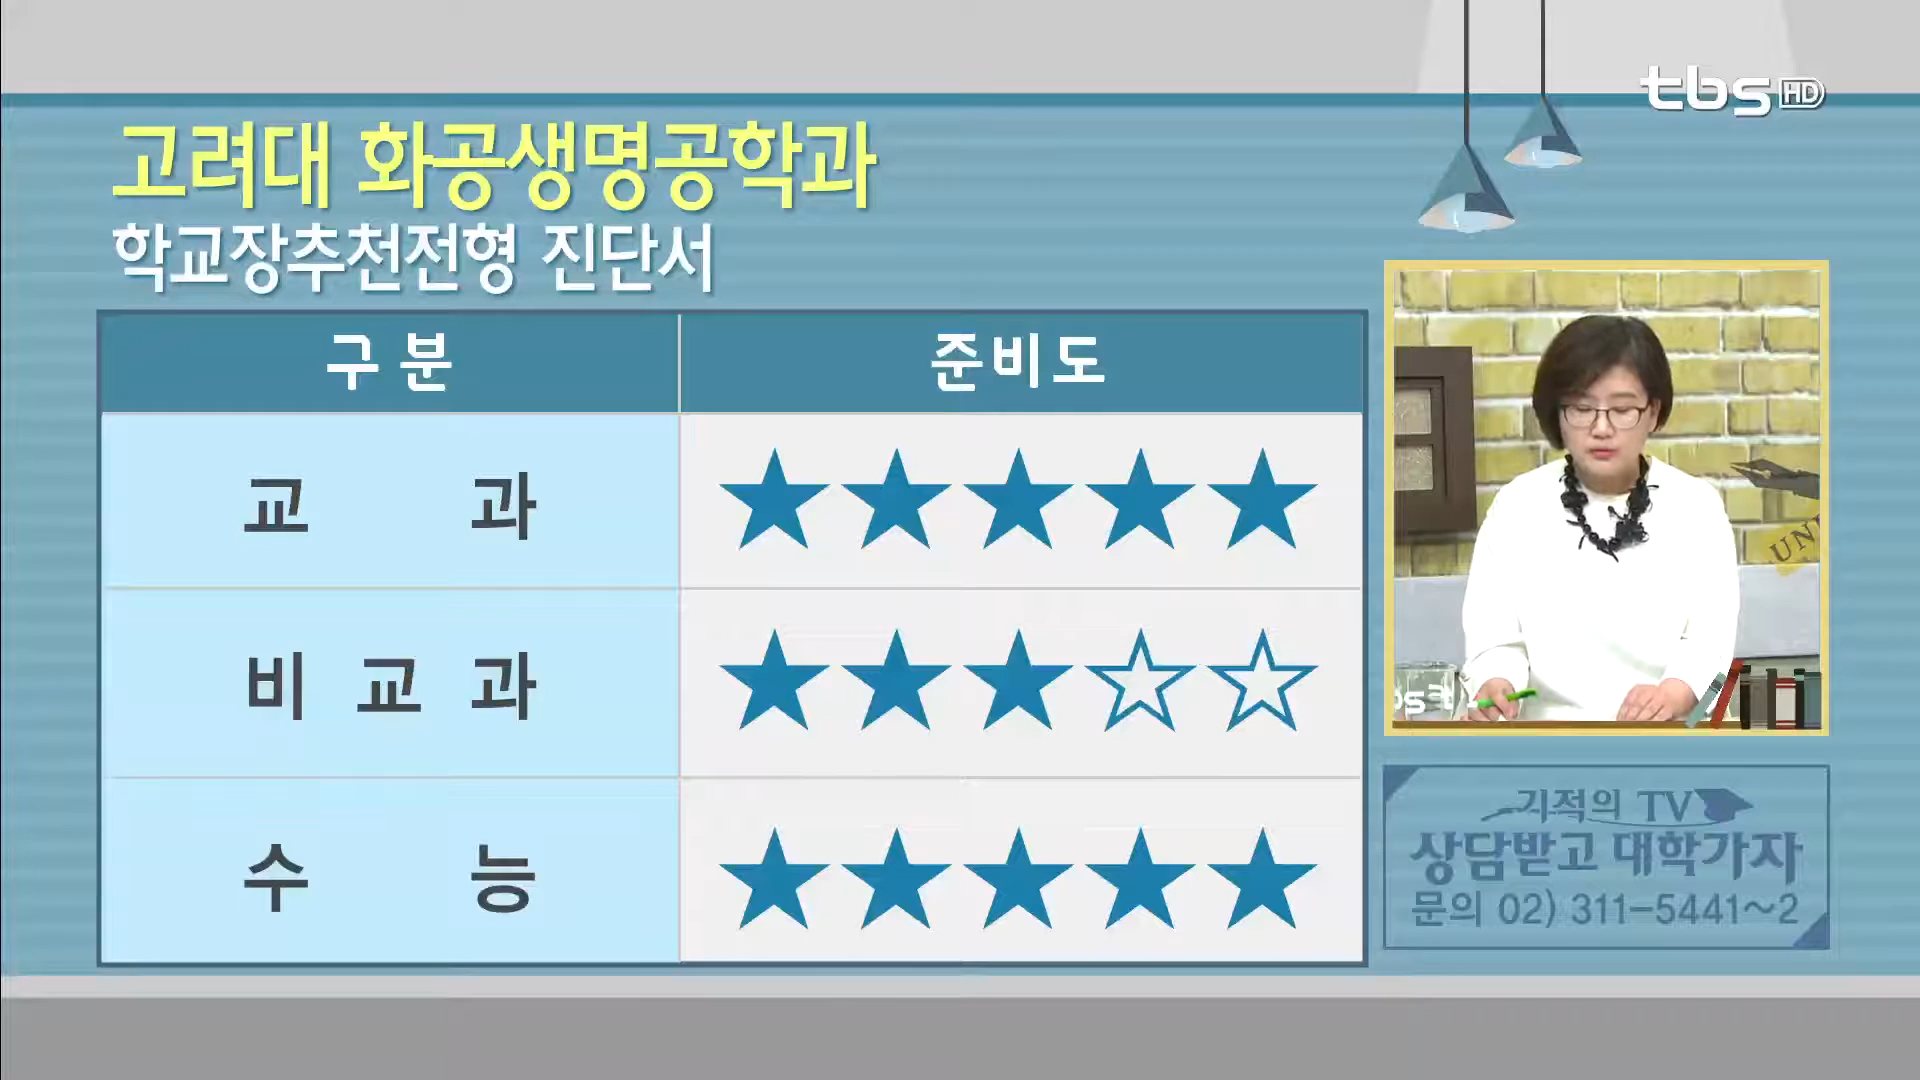 tbs HD
고려대 화공생명공학과
학교장추천전형 진단서
구 분 준비도
교 과 ★★★★★
비 교 과 ★★★☆☆
수 능 ★★★★★
UNI
bs
기적의 TV
상담받고 대학가자
문의 02) 311-5441~2